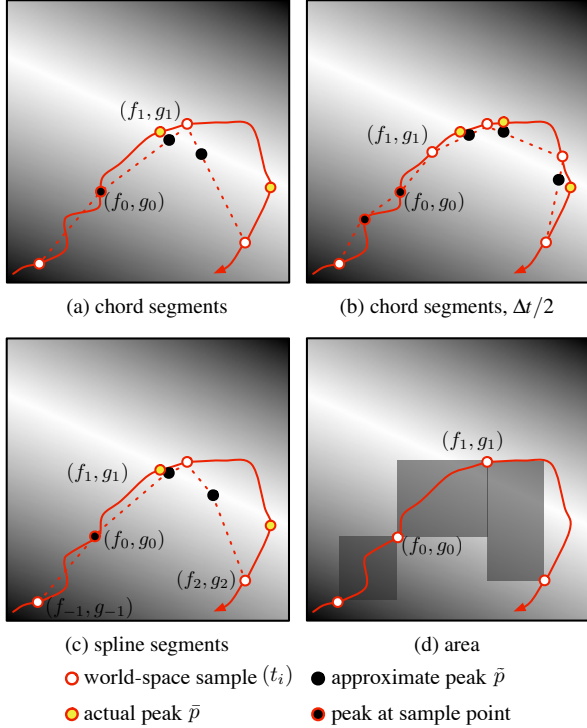 (f₁, g₁)
(f₀, g₀)
(a) chord segments
(f₁, g₁)
(f₀, g₀)
(b) chord segments, Δt/2
(f₁, g₁)
(f₀, g₀)
(f₂, g₂)
(f₋₁, g₋₁)
(c) spline segments
(f₁, g₁)
(f₀, g₀)
(d) area
world-space sample (tᵢ)
approximate peak p̃
actual peak p̄
peak at sample point